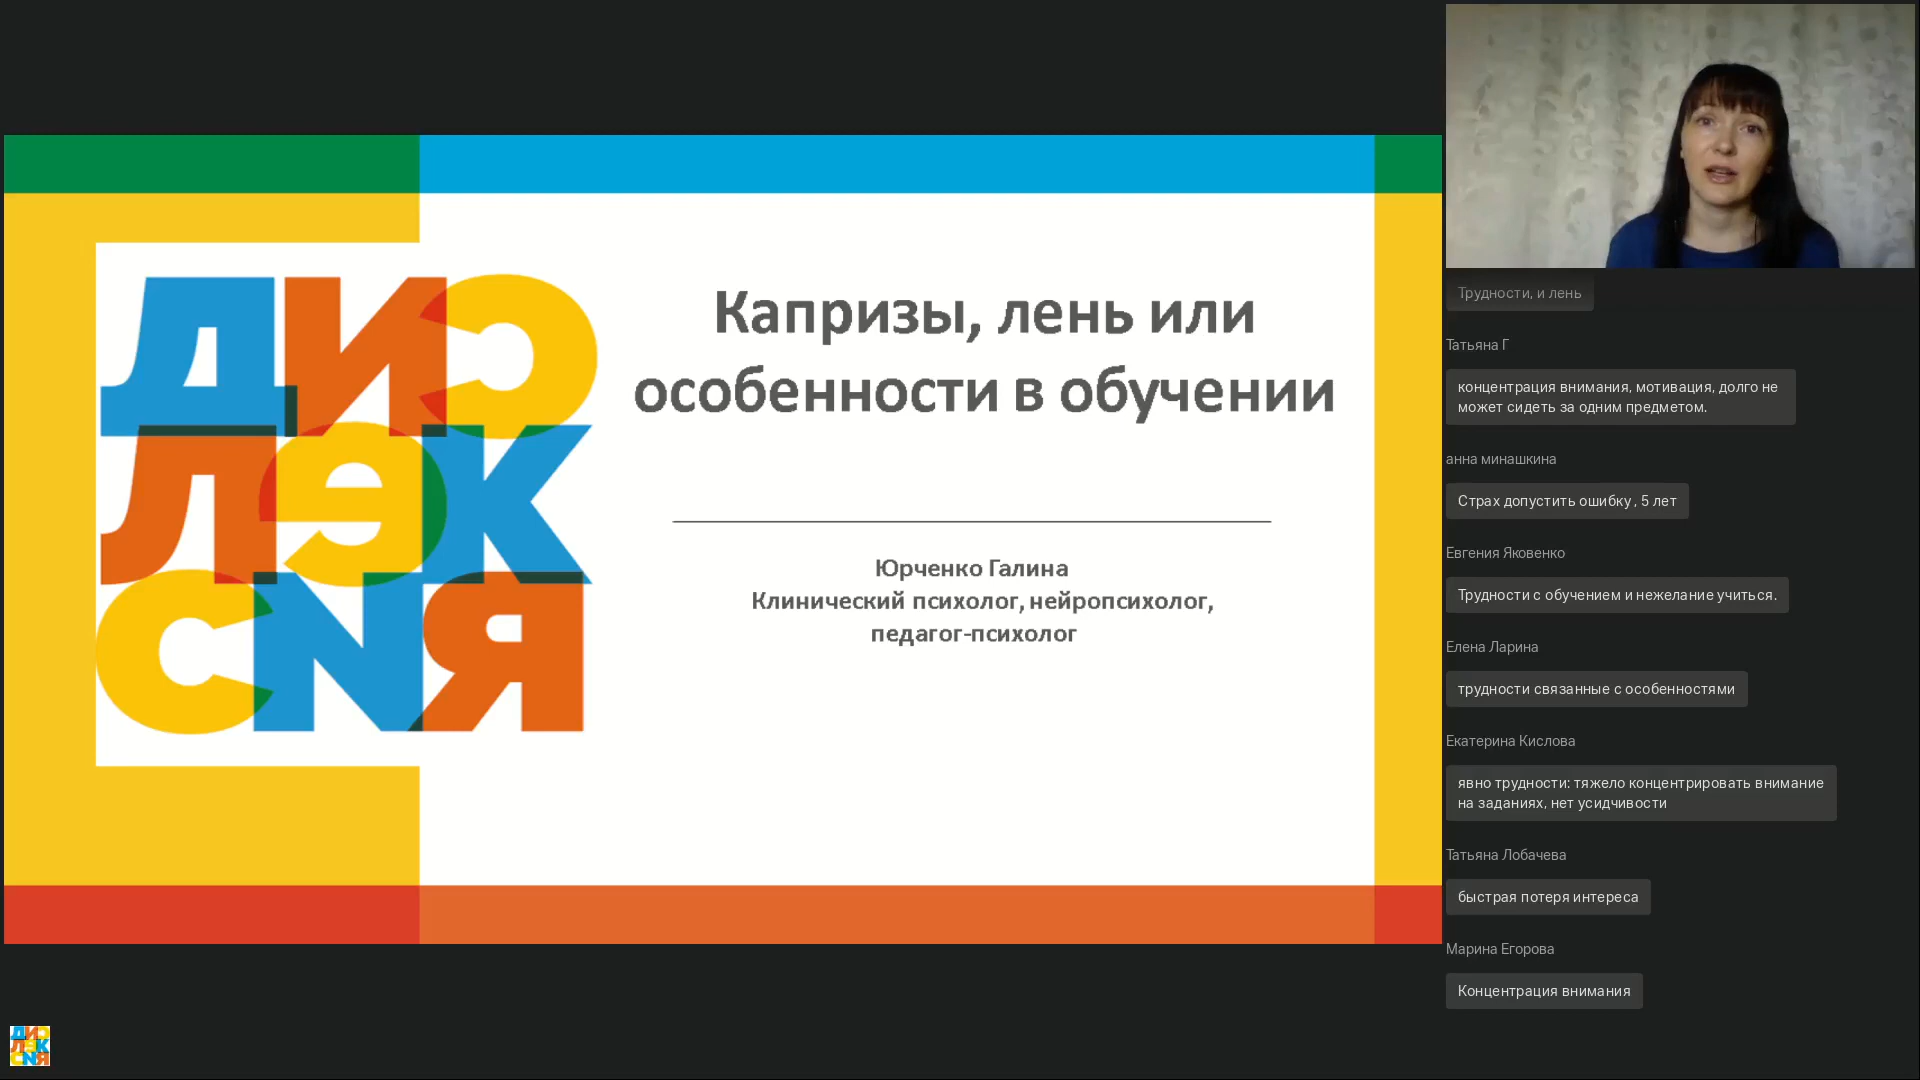 ДИС
ЛЭК
СИЯ
Капризы, лень или
особенности в обучении
Юрченко Галина
Клинический психолог, нейропсихолог,
педагог-психолог
Трудности, и лень
Татьяна Г
концентрация внимания, мотивация, долго не
может сидеть за одним предметом.
анна минашкина
Страх допустить ошибку , 5 лет
Евгения Яковенко
Трудности с обучением и нежелание учиться.
Елена Ларина
трудности связанные с особенностями
Екатерина Кислова
явно трудности: тяжело концентрировать внимание
на заданиях, нет усидчивости
Татьяна Лобачева
быстрая потеря интереса
Марина Егорова
Концентрация внимания
ДИС
ЛЭК
СИЯ